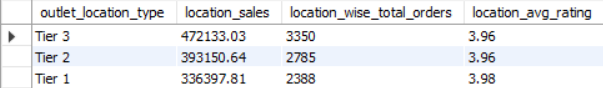 outlet_location_type location_sales location_wise_total_orders location_avg_rating
Tier 3 472133.03 3350 3.96
Tier 2 393150.64 2785 3.96
Tier 1 336397.81 2388 3.98